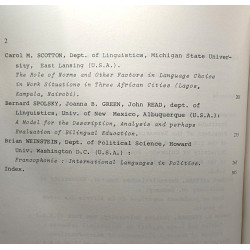 Carol M. SCOTTON, Dept. of Linguistics, Michigan State Univer-
sity, East Lansing (U.S.A.).
The Role of Norms and Other Factors in Language Choice
in Work Situations in Three African Cities (Lagos,
Kampala, Nairobi).
Bernard SPOLSKY, Joanna B. GREEN, John READ, dept. of
Linguistics, Univ. of New Mexico, Albuquerque (U.S.A.):
A Model for the Description, Analysis and perhaps
Evaluation of Bilingual Education.
Brian WEINSTEIN, Dept. of Political Science, Howard
Univ. Washington D.C. (U.S.A.) :
Francophonie : International Languages in Politics.
Index.